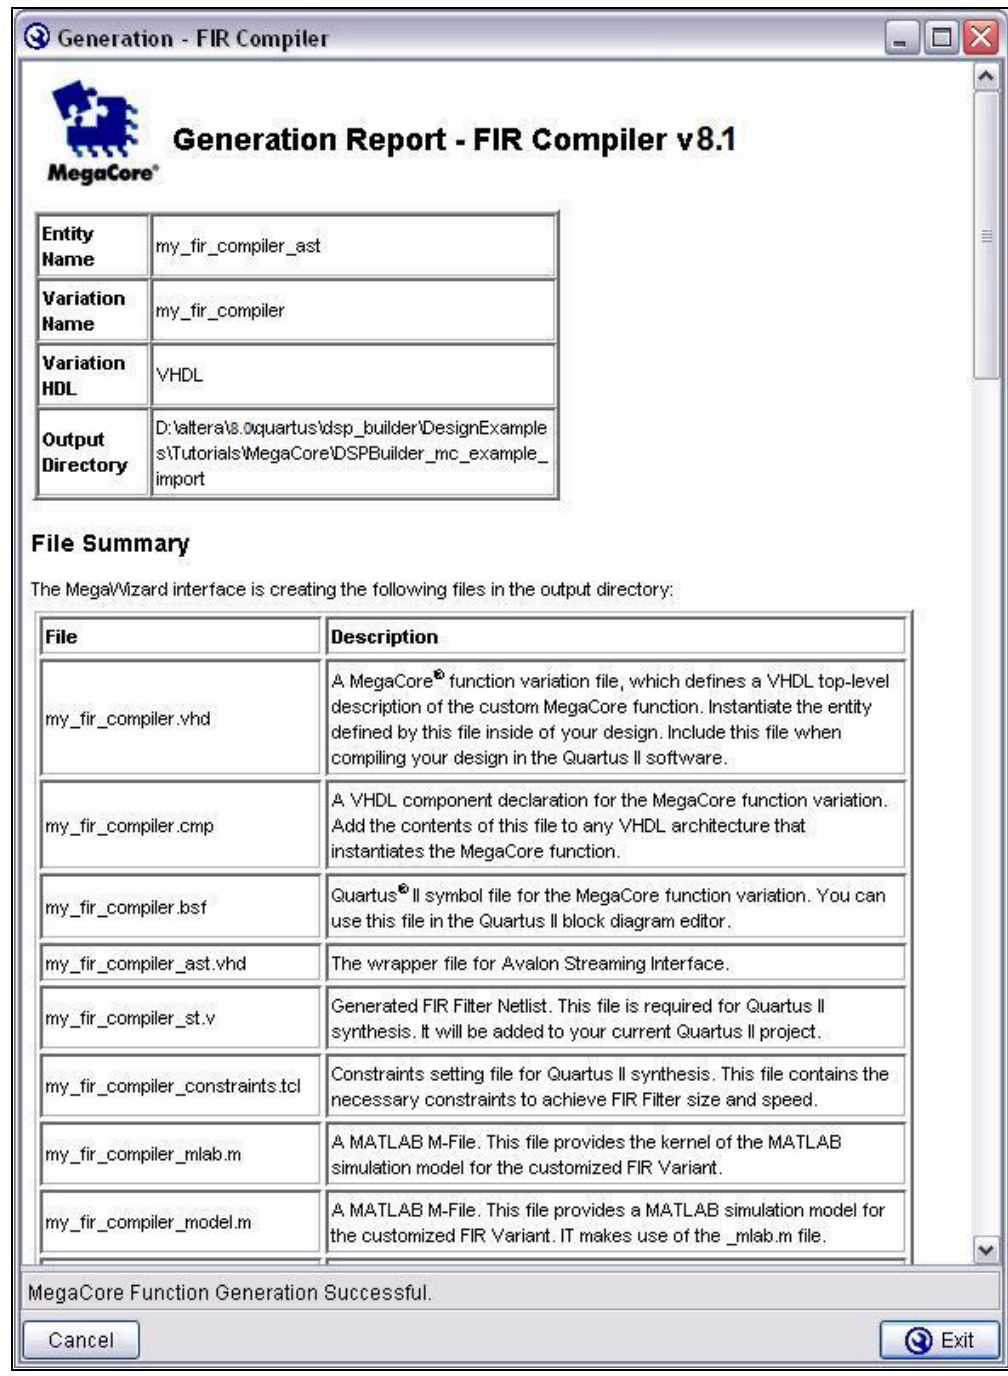 Generation - FIR Compiler
MegaCore®
Generation Report - FIR Compiler v8.1
Entity
Name
my_fir_compiler_ast
Variation
Name
my_fir_compiler
Variation
HDL
VHDL
Output
Directory
D:\altera\8.0\quartus\dsp_builder\DesignExample
s\Tutorials\MegaCore\DSPBuilder_mc_example_
import
File Summary
The MegaWizard interface is creating the following files in the output directory:
File
Description
my_fir_compiler.vhd
A MegaCore® function variation file, which defines a VHDL top-level
description of the custom MegaCore function. Instantiate the entity
defined by this file inside of your design. Include this file when
compiling your design in the Quartus II software.
my_fir_compiler.cmp
A VHDL component declaration for the MegaCore function variation.
Add the contents of this file to any VHDL architecture that
instantiates the MegaCore function.
my_fir_compiler.bsf
Quartus® II symbol file for the MegaCore function variation. You can
use this file in the Quartus II block diagram editor.
my_fir_compiler_ast.vhd
The wrapper file for Avalon Streaming Interface.
my_fir_compiler_st.v
Generated FIR Filter Netlist. This file is required for Quartus II
synthesis. It will be added to your current Quartus II project.
my_fir_compiler_constraints.tcl
Constraints setting file for Quartus II synthesis. This file contains the
necessary constraints to achieve FIR Filter size and speed.
my_fir_compiler_mlab.m
A MATLAB M-File. This file provides the kernel of the MATLAB
simulation model for the customized FIR Variant.
my_fir_compiler_model.m
A MATLAB M-File. This file provides a MATLAB simulation model for
the customized FIR Variant. IT makes use of the _mlab.m file.
MegaCore Function Generation Successful.
Cancel
Exit